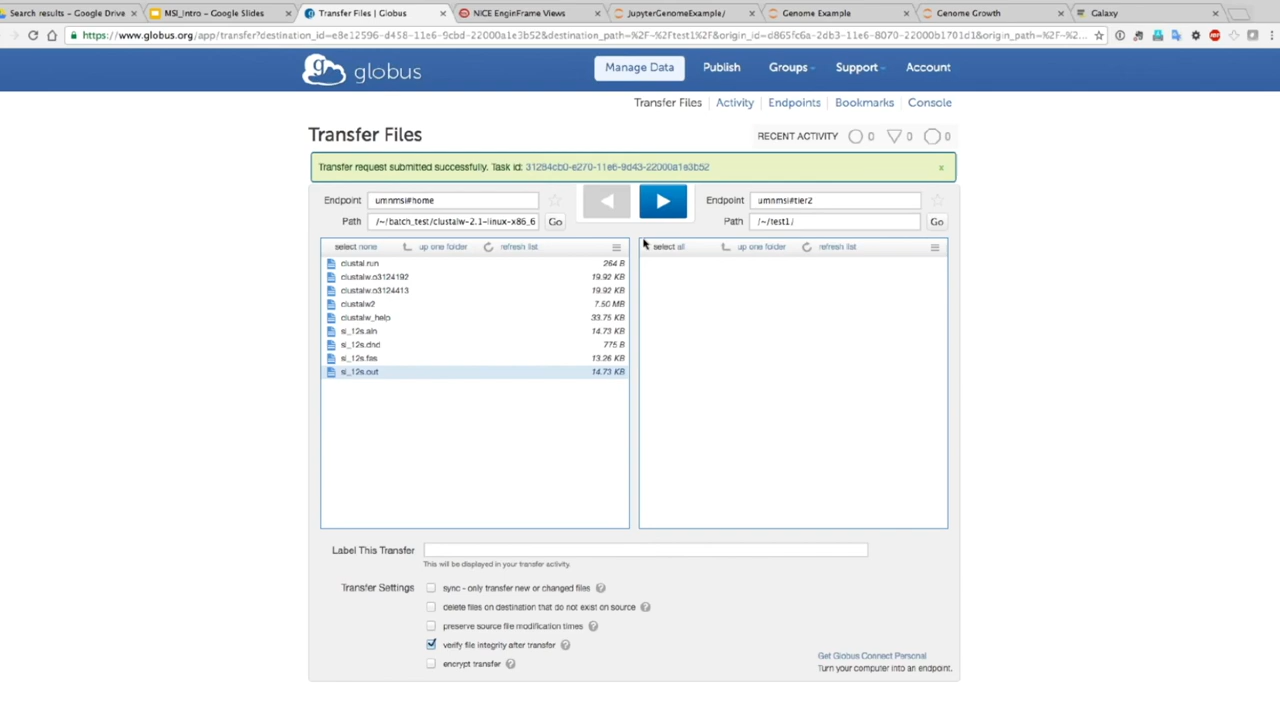 Search results – Google Drive
MSI_Intro – Google Slides
Transfer Files | Globus
NICE EnginFrame Views
JupyterGenomeExample/
Genome Example
Genome Growth
Galaxy
https://www.globus.org/app/transfer?destination_id=e8e12596-d458-11e6-9cbd-22000a1e3b52&destination_path=%2F~%2Ftest1%2F&origin_id=d865fc6a-2db3-11e6-8070-22000b1701d1&origin_path=%2F~%2...
globus
Manage Data
Publish
Groups
Support
Account
Transfer Files | Activity | Endpoints | Bookmarks | Console
Transfer Files
RECENT ACTIVITY 0 0 0
Transfer request submitted successfully. Task id: 31284cb0-e270-11e6-9d43-22000a1e3b52 x
Endpoint umnmsi#home
Endpoint umnmsi#tier2
Path /~/batch_test/clustalw-2.1-linux-x86_6 Go
Path /~/test1/ Go
select none up one folder refresh list
select all up one folder refresh list
clustal.run 264 B
clustalw.o3124192 19.92 KB
clustalw.o3124413 19.92 KB
clustalw2 7.50 MB
clustalw_help 33.75 KB
sl_12s.aln 14.73 KB
sl_12s.dnd 775 B
sl_12s.fas 13.26 KB
sl_12s.out 14.73 KB
Label This Transfer
This will be displayed in your transfer activity.
Transfer Settings
sync - only transfer new or changed files ?
delete files on destination that do not exist on source ?
preserve source file modification times ?
verify file integrity after transfer ?
encrypt transfer ?
Get Globus Connect Personal
Turn your computer into an endpoint.